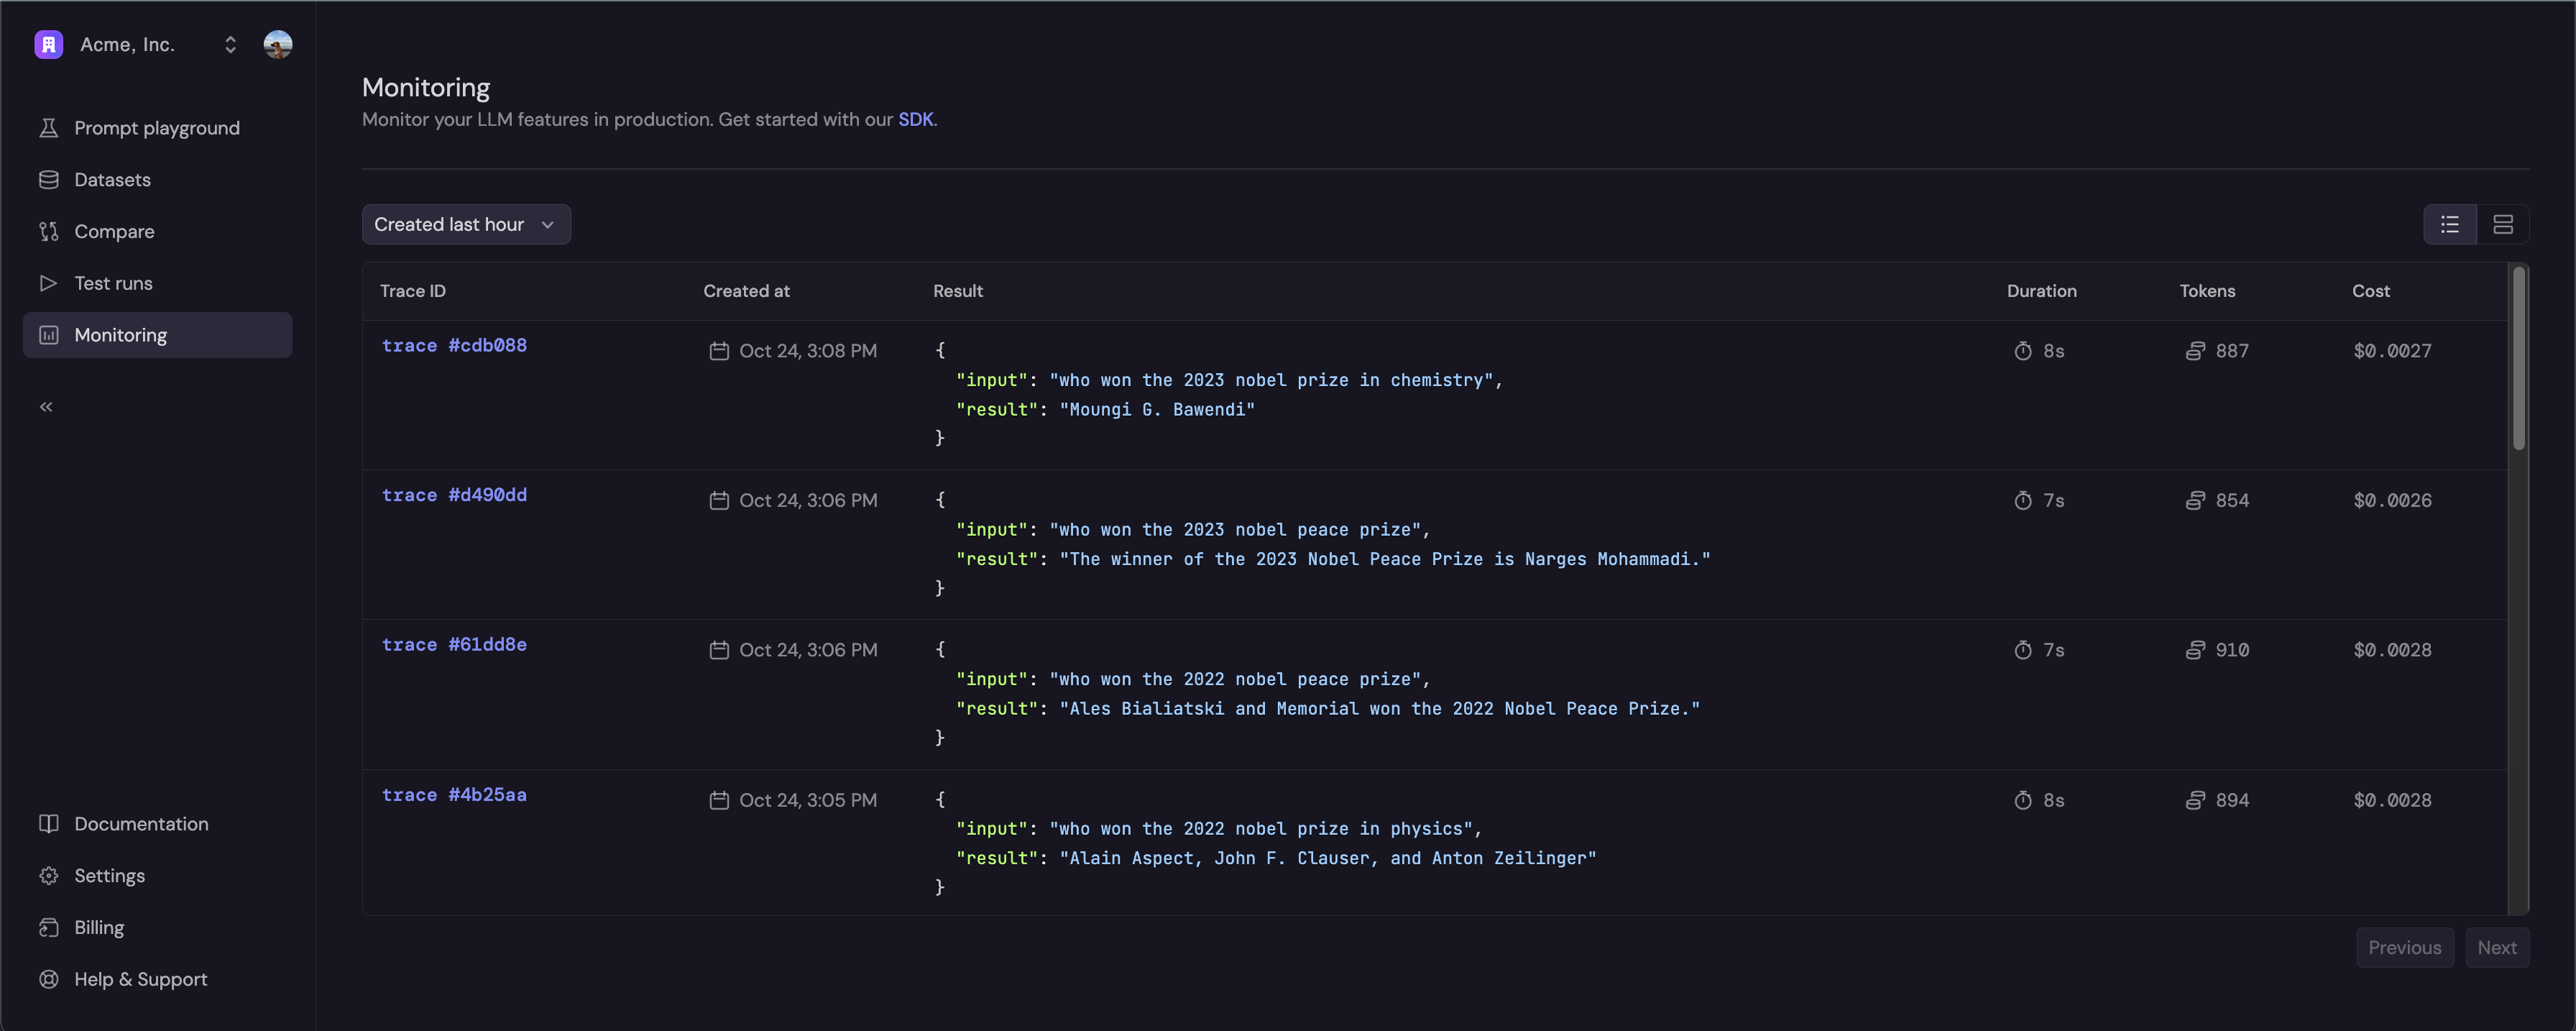 Acme, Inc.
Prompt playground
Datasets
Compare
Test runs
Monitoring
Documentation
Settings
Billing
Help & Support
Monitoring
Monitor your LLM features in production. Get started with our SDK.
Created last hour
Trace ID Created at Result Duration Tokens Cost
trace #cdb088 Oct 24, 3:08 PM { 8s 887 $0.0027
"input": "who won the 2023 nobel prize in chemistry",
"result": "Moungi G. Bawendi"
}
trace #d490dd Oct 24, 3:06 PM { 7s 854 $0.0026
"input": "who won the 2023 nobel peace prize",
"result": "The winner of the 2023 Nobel Peace Prize is Narges Mohammadi."
}
trace #61dd8e Oct 24, 3:06 PM { 7s 910 $0.0028
"input": "who won the 2022 nobel peace prize",
"result": "Ales Bialiatski and Memorial won the 2022 Nobel Peace Prize."
}
trace #4b25aa Oct 24, 3:05 PM { 8s 894 $0.0028
"input": "who won the 2022 nobel prize in physics",
"result": "Alain Aspect, John F. Clauser, and Anton Zeilinger"
}
Previous Next